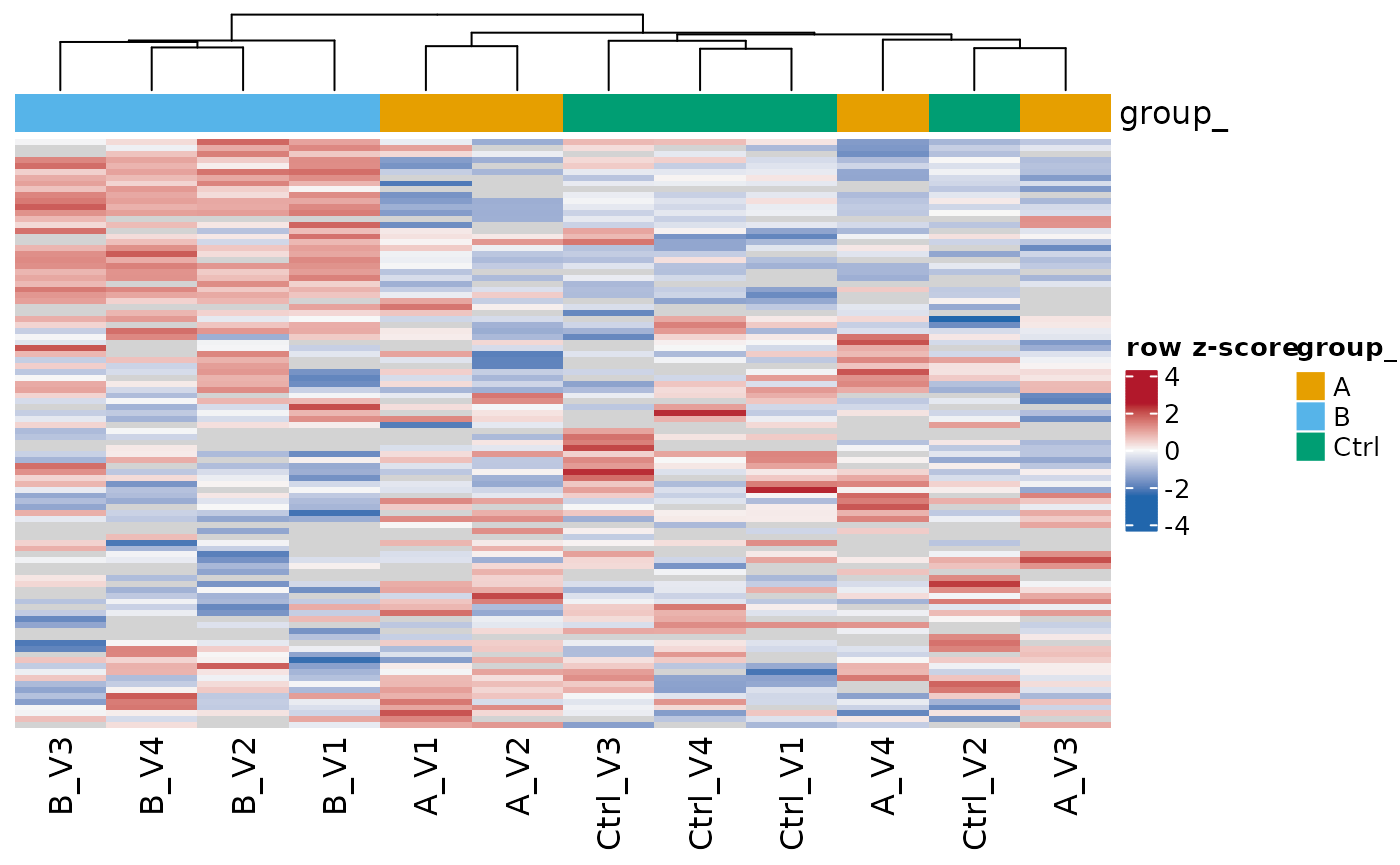 group_
row z-score
4
2
0
-2
-4
group_
A
B
Ctrl
B_V3
B_V4
B_V2
B_V1
A_V1
A_V2
Ctrl_V3
Ctrl_V4
Ctrl_V1
A_V4
Ctrl_V2
A_V3